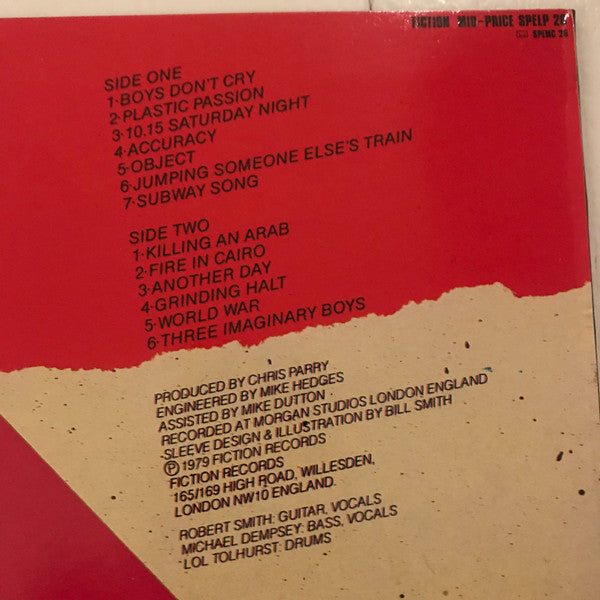 FICTION MID-PRICE SPELP 26
SPEMC 26
SIDE ONE
1·BOYS DON'T CRY
2·PLASTIC PASSION
3·10.15 SATURDAY NIGHT
4·ACCURACY
5·OBJECT
6·JUMPING SOMEONE ELSE'S TRAIN
7·SUBWAY SONG
SIDE TWO
1·KILLING AN ARAB
2·FIRE IN CAIRO
3·ANOTHER DAY
4·GRINDING HALT
5·WORLD WAR
6·THREE IMAGINARY BOYS
PRODUCED BY CHRIS PARRY
ENGINEERED BY MIKE HEDGES
ASSISTED BY MIKE DUTTON
RECORDED AT MORGAN STUDIOS LONDON ENGLAND
SLEEVE DESIGN & ILLUSTRATION BY BILL SMITH
℗ 1979 FICTION RECORDS
FICTION RECORDS
165/169 HIGH ROAD, WILLESDEN,
LONDON NW10 ENGLAND.
ROBERT SMITH: GUITAR, VOCALS
MICHAEL DEMPSEY: BASS, VOCALS
LOL TOLHURST: DRUMS